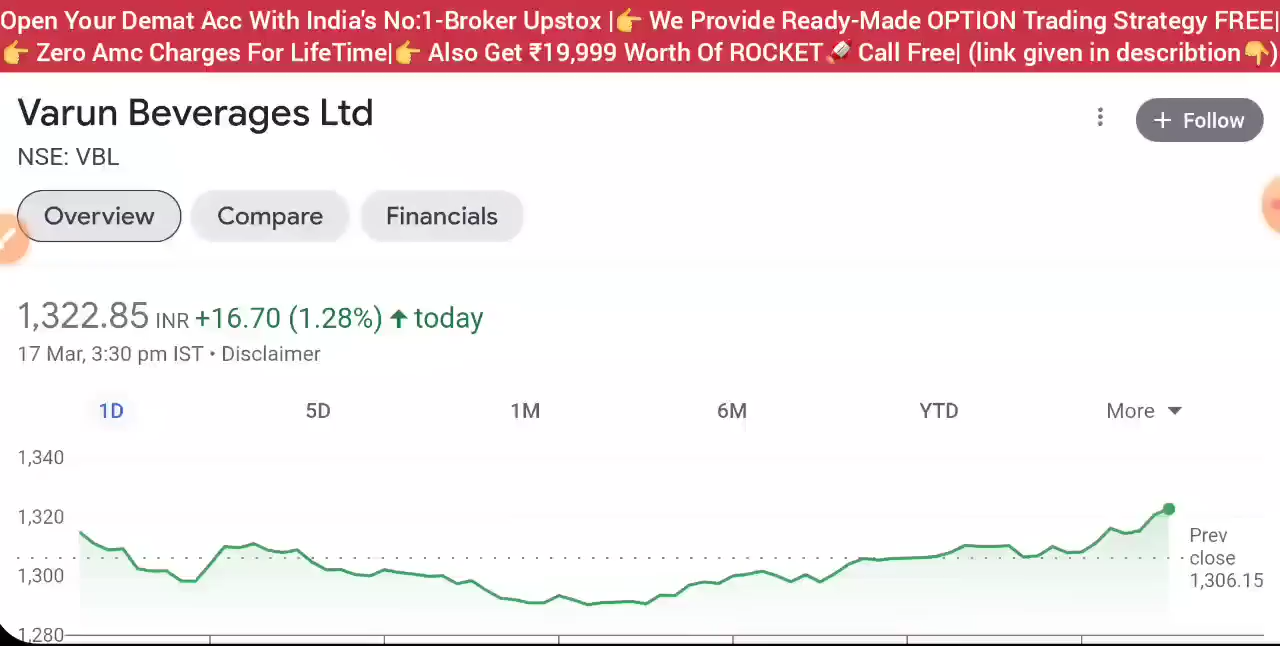 Open Your Demat Acc With India's No:1-Broker Upstox |👉 We Provide Ready-Made OPTION Trading Strategy FREE|
👉 Zero Amc Charges For LifeTime|👉 Also Get ₹19,999 Worth Of ROCKET🚀 Call Free| (link given in describtion👇)
Varun Beverages Ltd
+ Follow
NSE: VBL
Overview Compare Financials
1,322.85 INR +16.70 (1.28%) ↑ today
17 Mar, 3:30 pm IST • Disclaimer
1D 5D 1M 6M YTD More
1,340
1,320
1,300
1,280
Prev
close
1,306.15